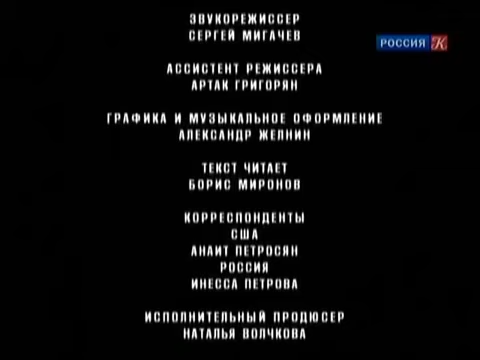 ЗВУКОРЕЖИССЕР
СЕРГЕЙ МИГАЧЕВ
РОССИЯ К
АССИСТЕНТ РЕЖИССЕРА
АРТАК ГРИГОРЯН
ГРАФИКА И МУЗЫКАЛЬНОЕ ОФОРМЛЕНИЕ
АЛЕКСАНДР ЖЕЛНИН
ТЕКСТ ЧИТАЕТ
БОРИС МИРОНОВ
КОРРЕСПОНДЕНТЫ
США
АНАИТ ПЕТРОСЯН
РОССИЯ
ИНЕССА ПЕТРОВА
ИСПОЛНИТЕЛЬНЫЙ ПРОДЮСЕР
НАТАЛЬЯ ВОЛЧКОВА